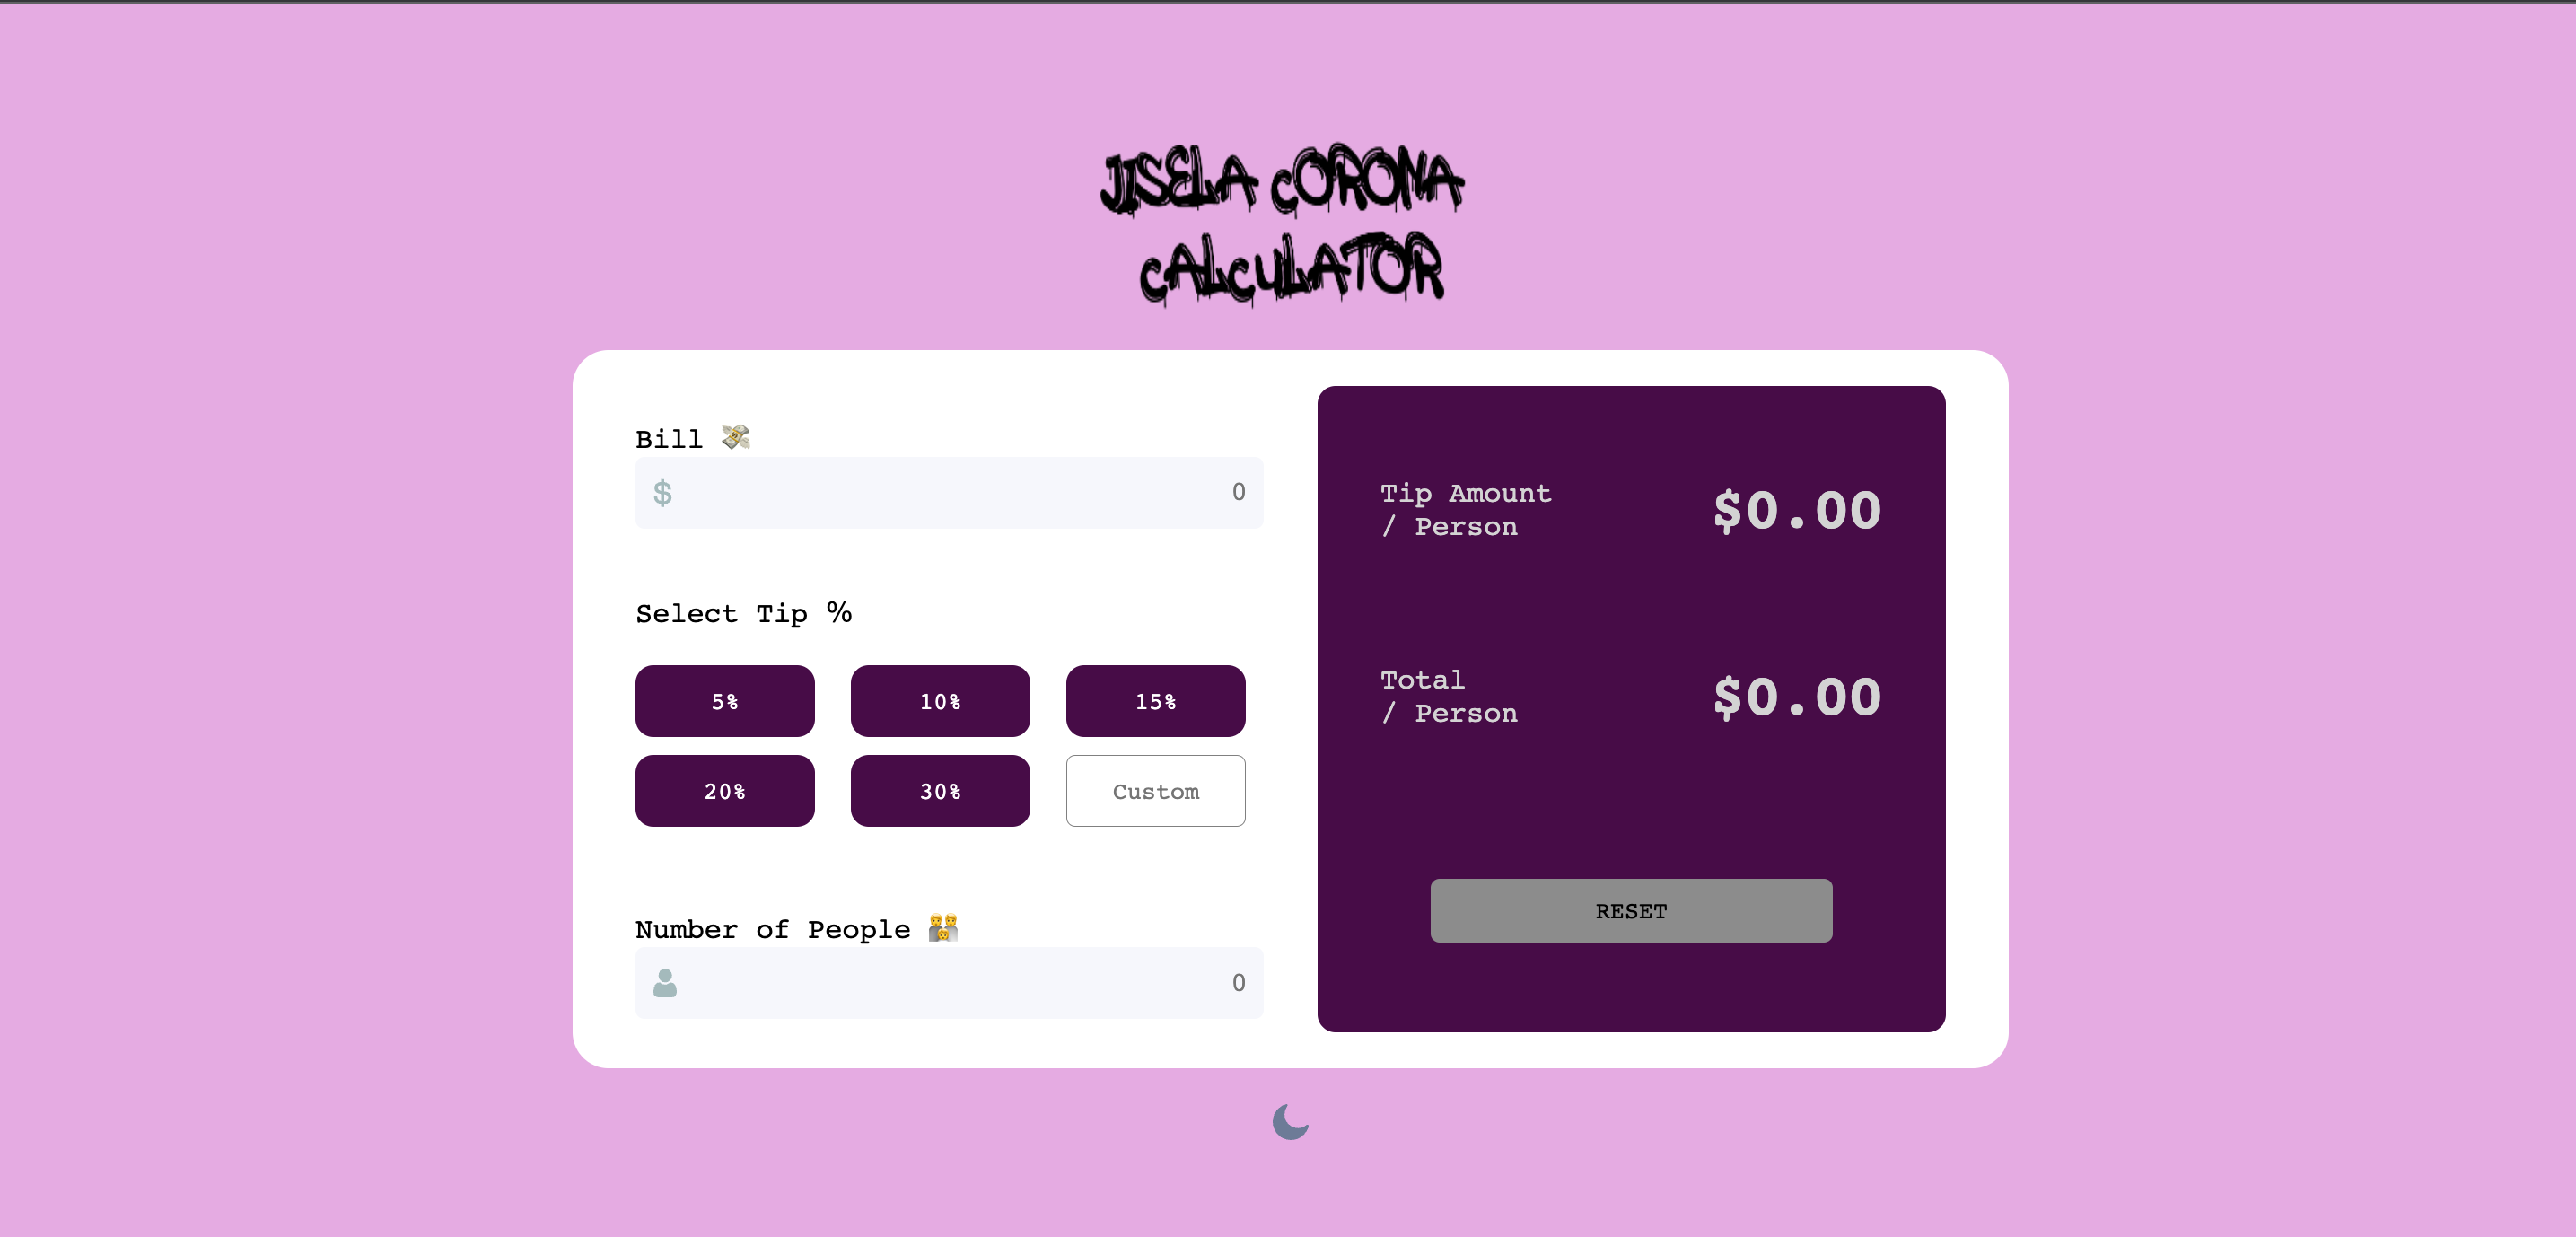 JISELA CORONA
CALCULATOR
Bill 💸
$ 0
Select Tip %
5% 10% 15%
20% 30% Custom
Number of People
0
Tip Amount
/ Person
$0.00
Total
/ Person
$0.00
RESET